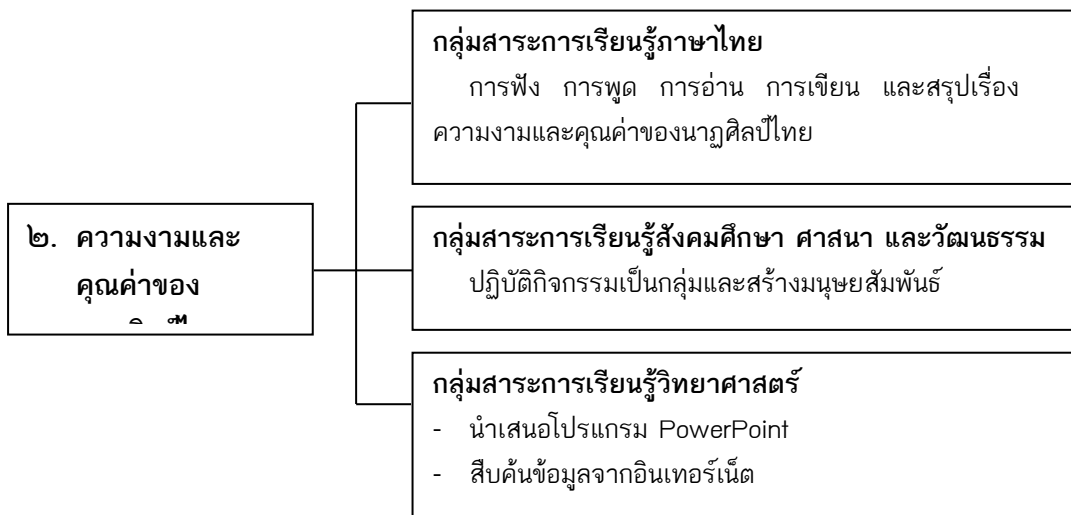 ๒. ความงามและ
คุณค่าของ
กลุ่มสาระการเรียนรู้ภาษาไทย
การฟัง การพูด การอ่าน การเขียน และสรุปเรื่อง
ความงามและคุณค่าของนาฏศิลป์ไทย
กลุ่มสาระการเรียนรู้สังคมศึกษา ศาสนา และวัฒนธรรม
ปฏิบัติกิจกรรมเป็นกลุ่มและสร้างมนุษยสัมพันธ์
กลุ่มสาระการเรียนรู้วิทยาศาสตร์
- นำเสนอโปรแกรม PowerPoint
- สืบค้นข้อมูลจากอินเทอร์เน็ต